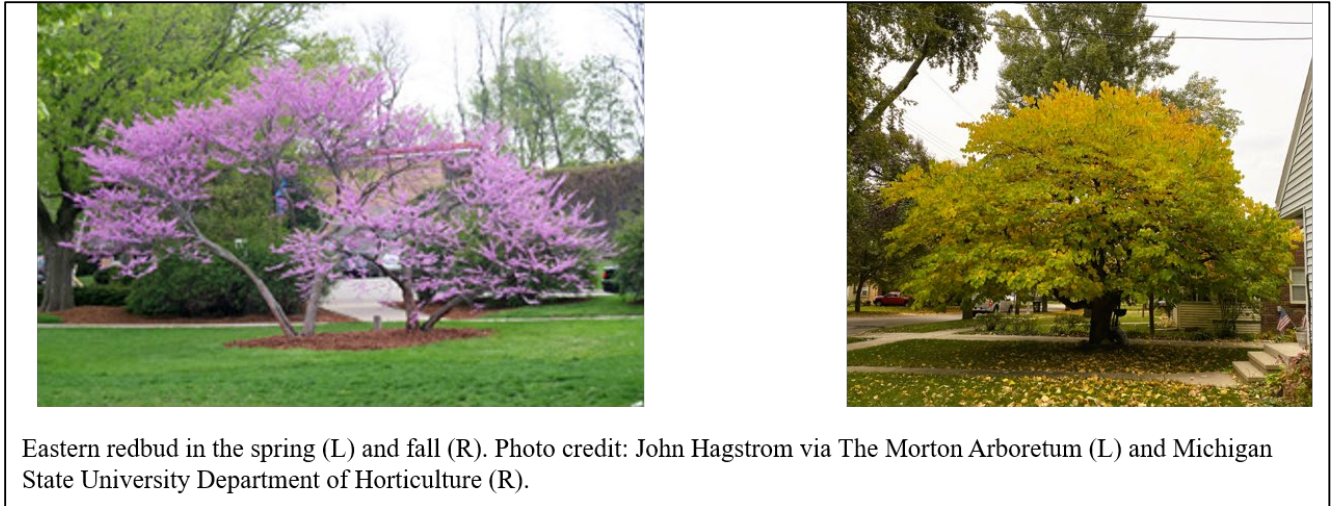 Eastern redbud in the spring (L) and fall (R). Photo credit: John Hagstrom via The Morton Arboretum (L) and Michigan
State University Department of Horticulture (R).